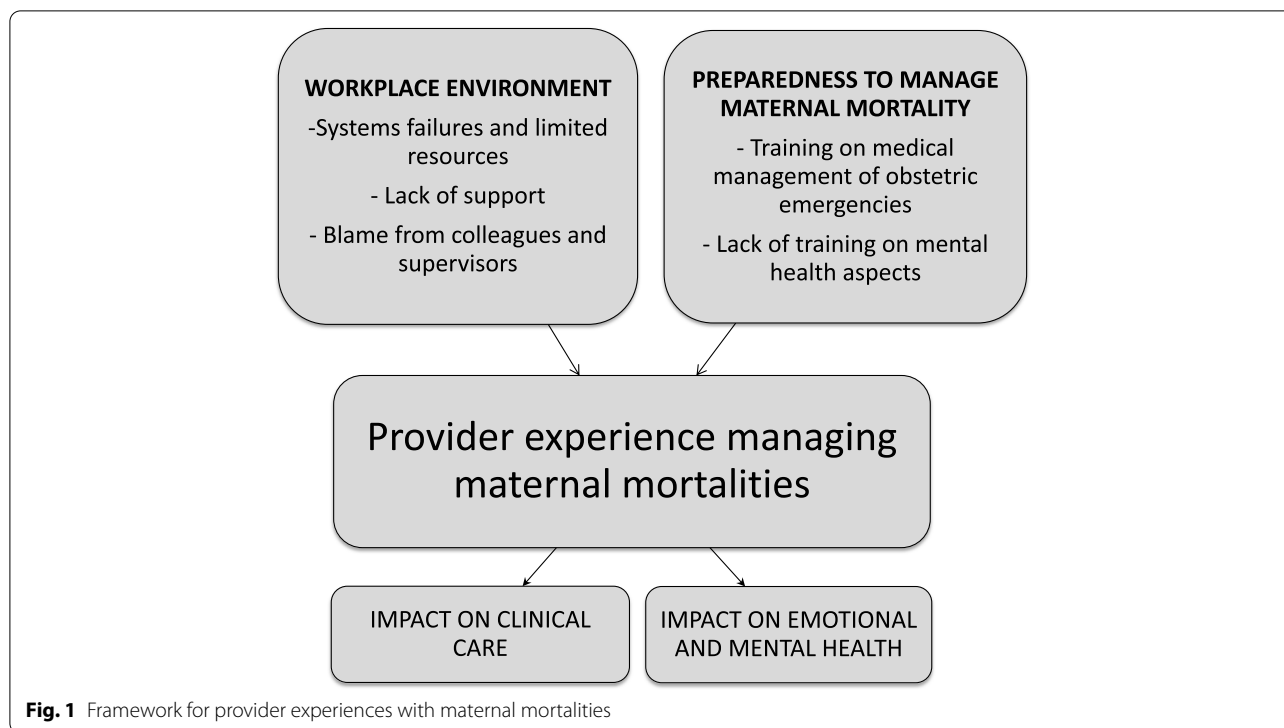 WORKPLACE ENVIRONMENT
-Systems failures and limited
resources
- Lack of support
- Blame from colleagues and
supervisors
PREPAREDNESS TO MANAGE
MATERNAL MORTALITY
- Training on medical
management of obstetric
emergencies
- Lack of training on mental
health aspects
Provider experience managing
maternal mortalities
IMPACT ON CLINICAL
CARE
IMPACT ON EMOTIONAL
AND MENTAL HEALTH
Fig. 1 Framework for provider experiences with maternal mortalities